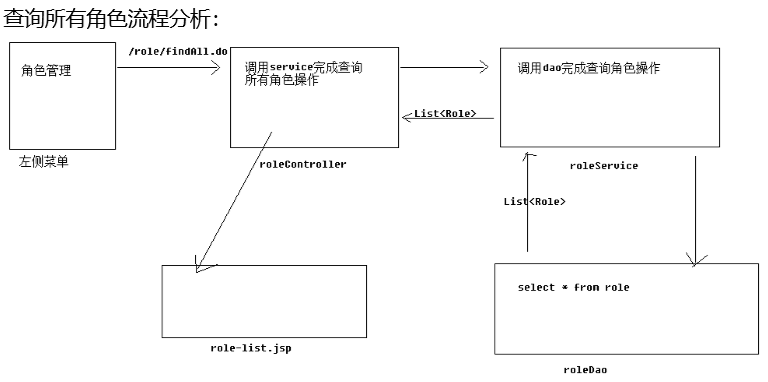 查询所有角色流程分析:
/role/findAll.do
角色管理
调用service完成查询
所有角色操作
调用dao完成查询角色操作
List<Role>
左侧菜单
roleController
roleService
List<Role>
select * from role
role-list.jsp
roleDao